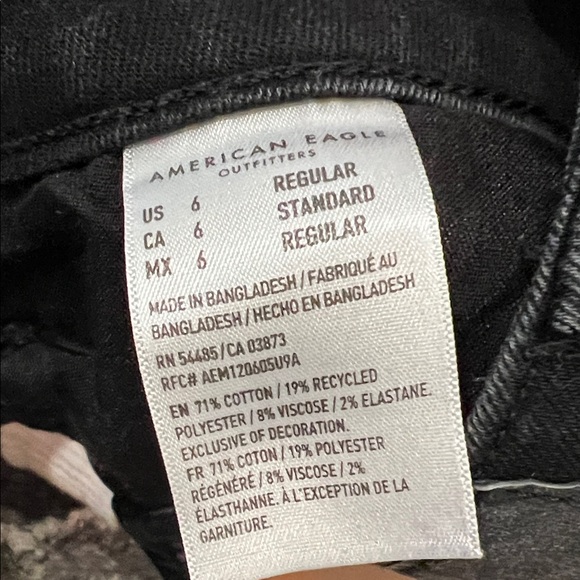 AMERICAN EAGLE
OUTFITTERS
US 6 REGULAR
CA 6 STANDARD
MX 6 REGULAR
MADE IN BANGLADESH / FABRIQUÉ AU
BANGLADESH / HECHO EN BANGLADESH
RN 54485 / CA 03873
RFC# AEM120605U9A
EN 71% COTTON / 19% RECYCLED
POLYESTER / 8% VISCOSE / 2% ELASTANE.
EXCLUSIVE OF DECORATION.
FR 71% COTON / 19% POLYESTER
RÉGÉNÉRÉ / 8% VISCOSE / 2%
ÉLASTHANNE. À L'EXCEPTION DE LA
GARNITURE.